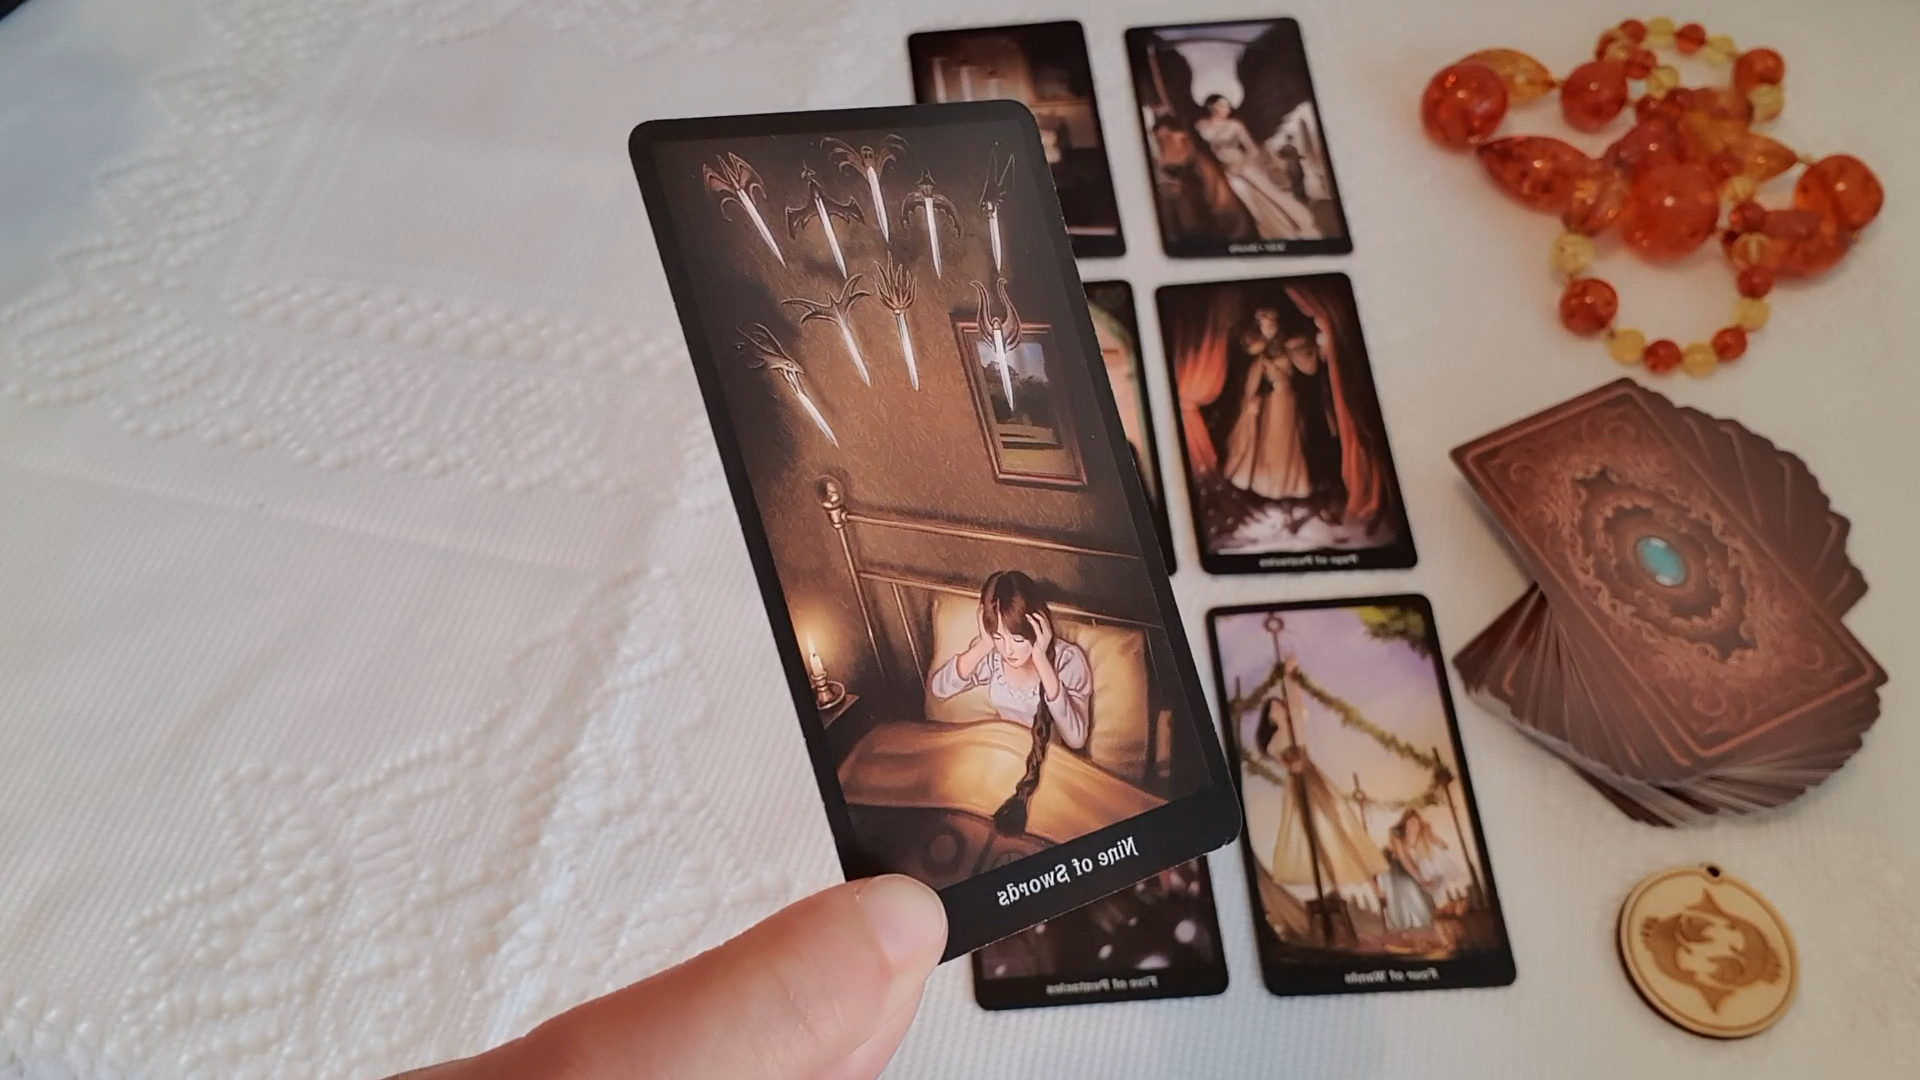 Page of Pentacles
Nine of Swords
Five of Pentacles
Four of Wands